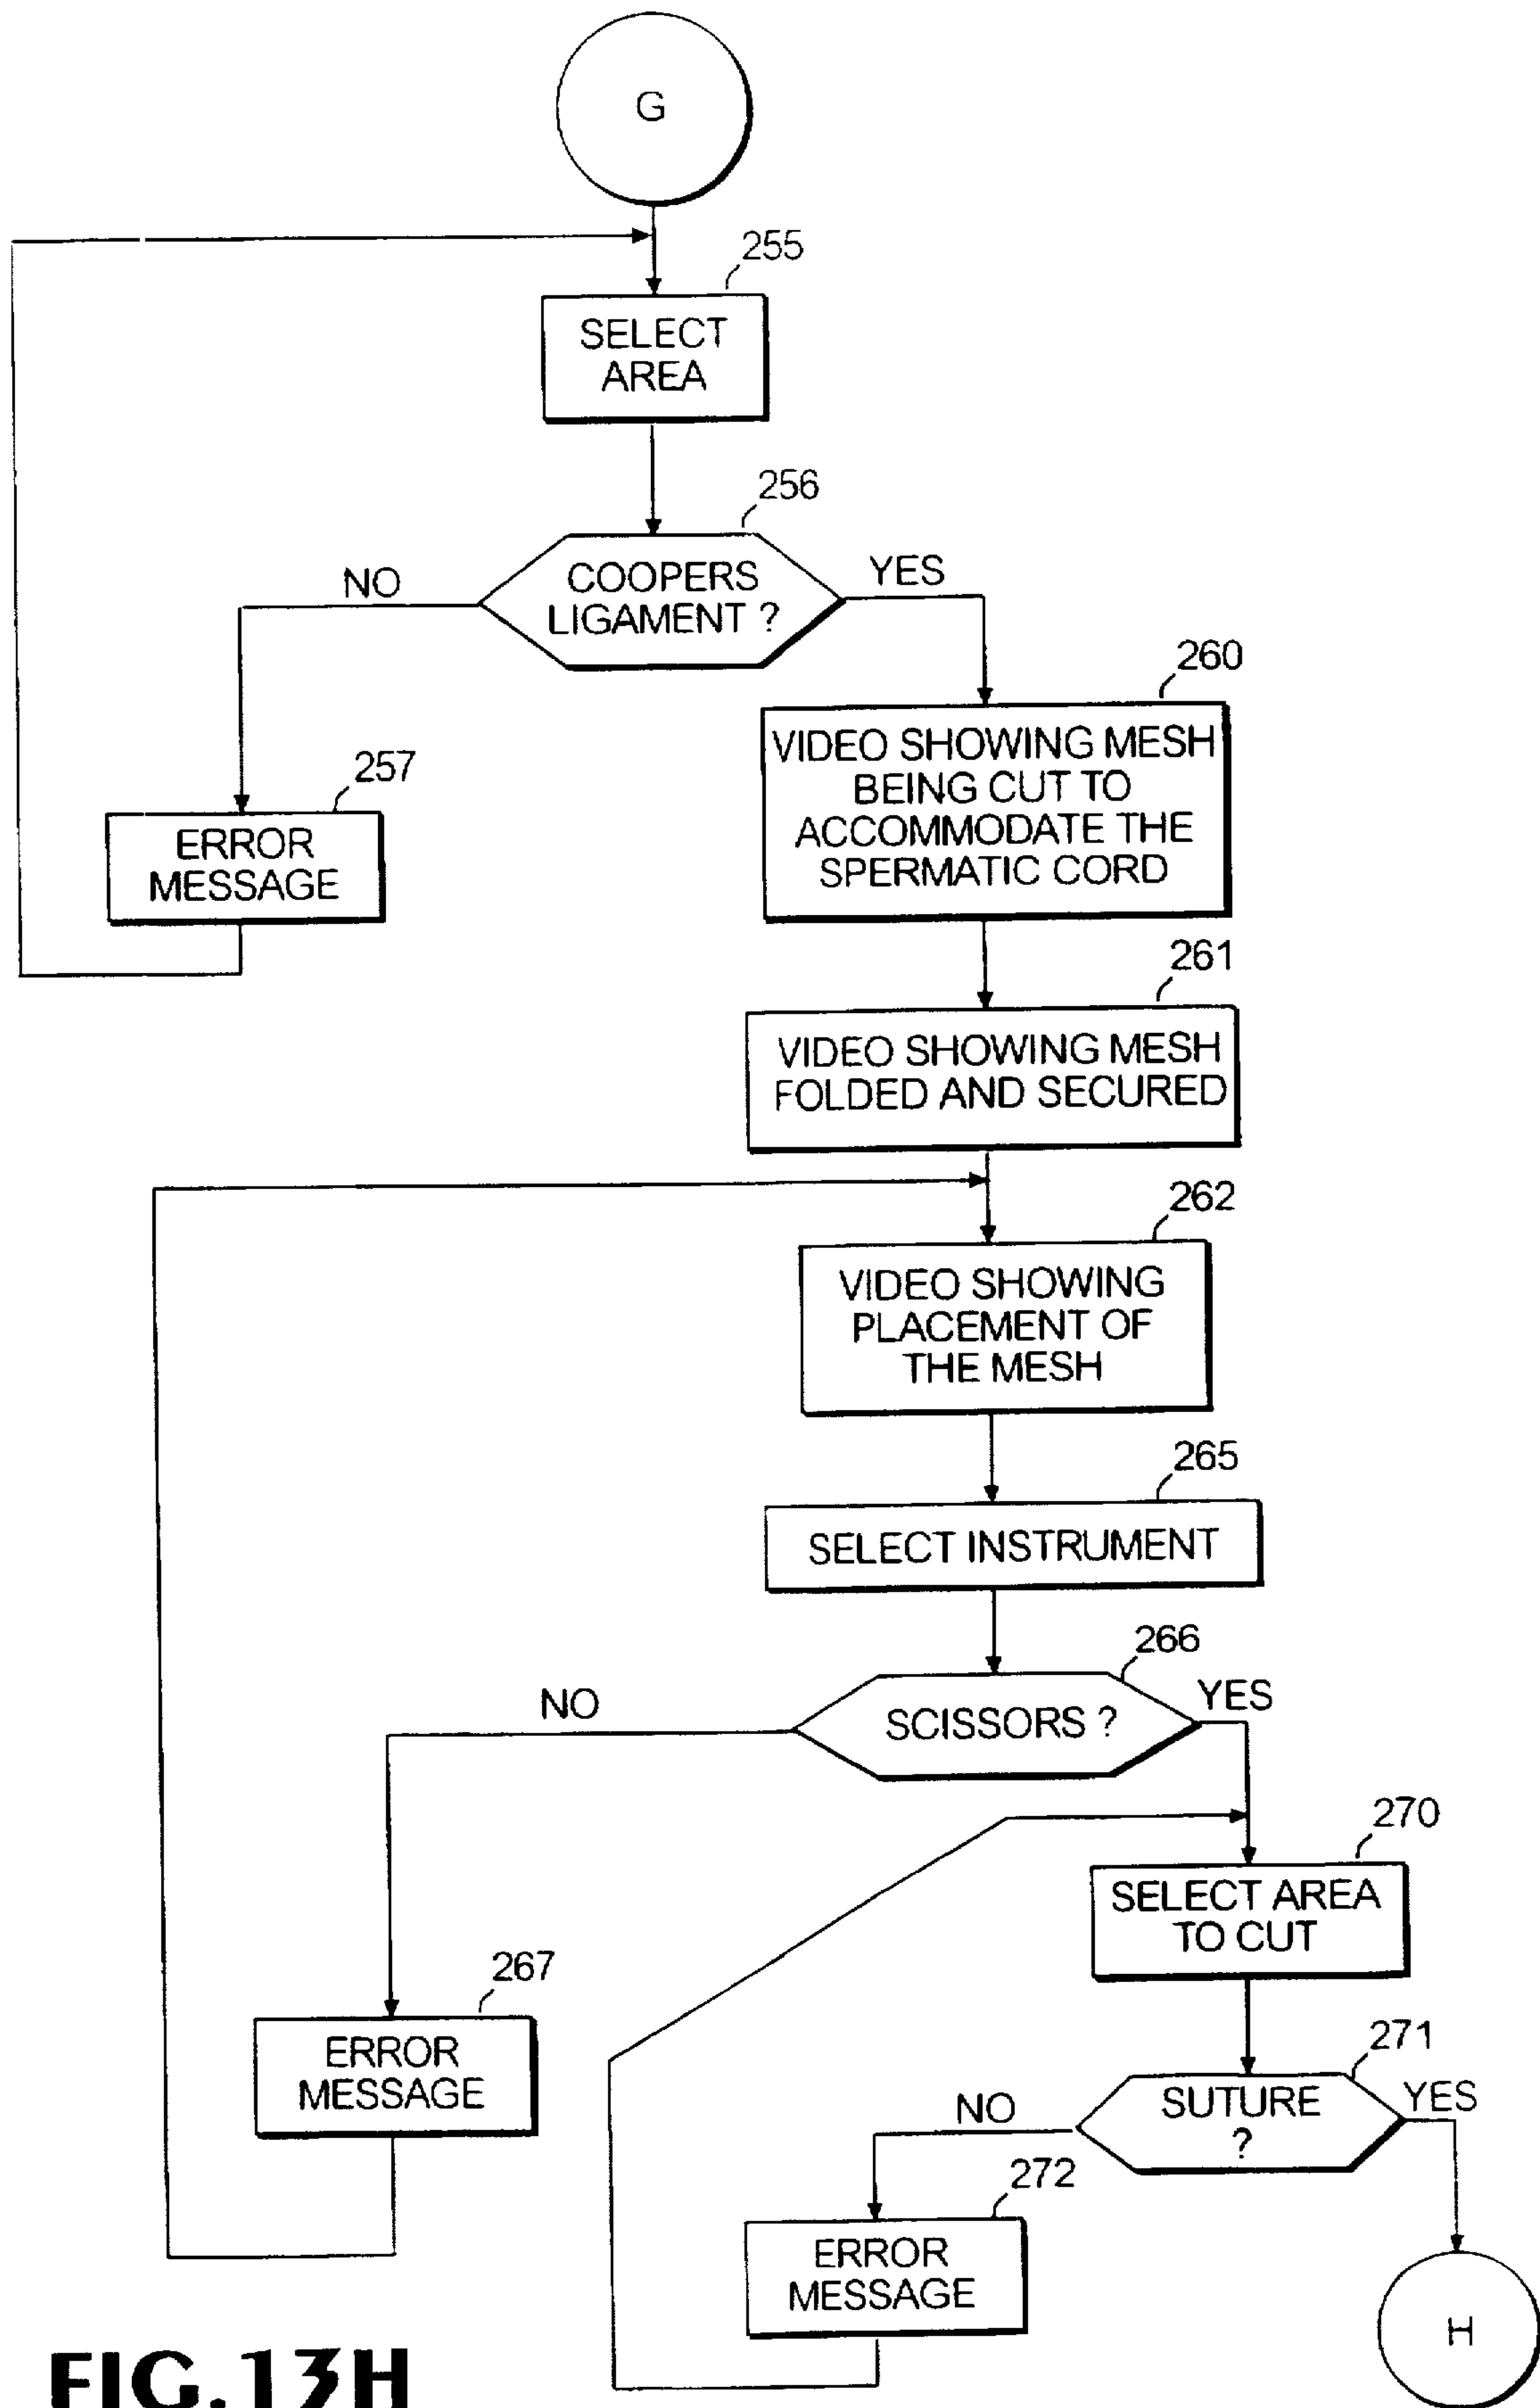 G
255
SELECT
AREA
256
NO
COOPERS
LIGAMENT ?
YES
257
ERROR
MESSAGE
260
VIDEO SHOWING MESH
BEING CUT TO
ACCOMMODATE THE
SPERMATIC CORD
261
VIDEO SHOWING MESH
FOLDED AND SECURED
262
VIDEO SHOWING
PLACEMENT OF
THE MESH
265
SELECT INSTRUMENT
266
NO
SCISSORS ?
YES
267
ERROR
MESSAGE
270
SELECT AREA
TO CUT
271
NO
SUTURE
?
YES
272
ERROR
MESSAGE
H
FIG.13H